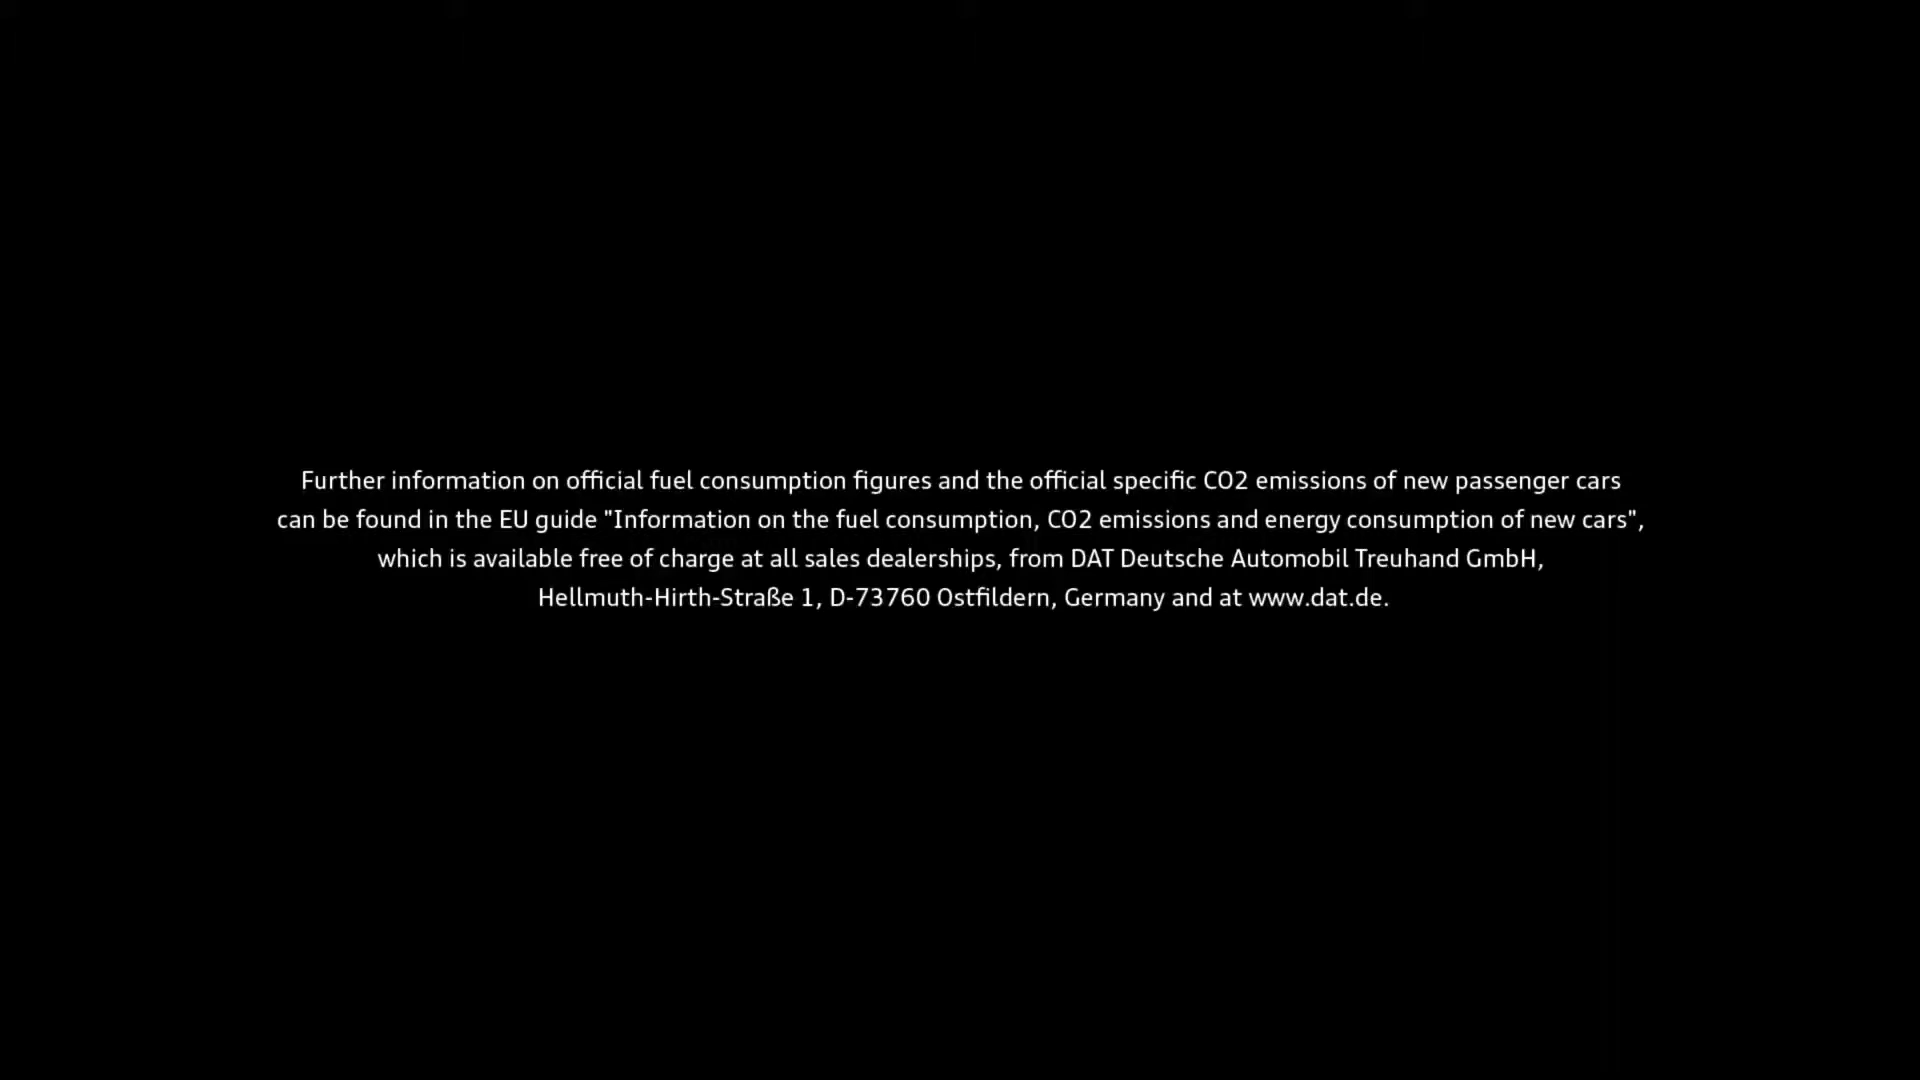 Further information on official fuel consumption figures and the official specific CO2 emissions of new passenger cars
can be found in the EU guide "Information on the fuel consumption, CO2 emissions and energy consumption of new cars",
which is available free of charge at all sales dealerships, from DAT Deutsche Automobil Treuhand GmbH,
Hellmuth-Hirth-Straße 1, D-73760 Ostfildern, Germany and at www.dat.de.